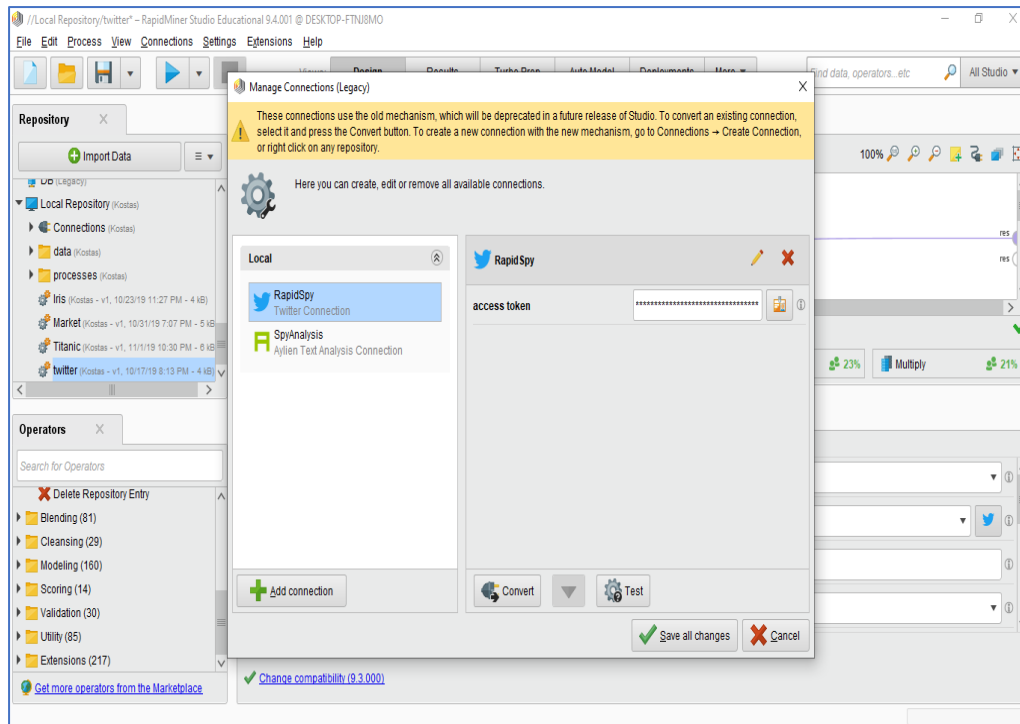 //Local Repository/twitter* – RapidMiner Studio Educational 9.4.001 @ DESKTOP-FTNJ8MO
File Edit Process View Connections Settings Extensions Help
Views: Design Results Turbo Prep Auto Model Deployments More
Find data, operators...etc
All Studio
Repository
Import Data
DB (Legacy)
Local Repository (Kostas)
Connections (Kostas)
data (Kostas)
processes (Kostas)
Iris (Kostas - v1, 10/23/19 11:27 PM - 4 kB)
Market (Kostas - v1, 10/31/19 7:07 PM - 5 kB
Titanic (Kostas - v1, 11/1/19 10:30 PM - 6 kB
twitter (Kostas - v1, 10/17/19 8:13 PM - 4 kB)
Operators
Search for Operators
Delete Repository Entry
Blending (81)
Cleansing (29)
Modeling (160)
Scoring (14)
Validation (30)
Utility (85)
Extensions (217)
Get more operators from the Marketplace
Manage Connections (Legacy)
These connections use the old mechanism, which will be deprecated in a future release of Studio. To convert an existing connection,
select it and press the Convert button. To create a new connection with the new mechanism, go to Connections → Create Connection,
or right click on any repository.
Here you can create, edit or remove all available connections.
Local
RapidSpy
Twitter Connection
SpyAnalysis
Aylien Text Analysis Connection
Add connection
RapidSpy
access token
Convert
Test
Save all changes
Cancel
100%
res
res
23%
Multiply
21%
Change compatibility (9.3.000)